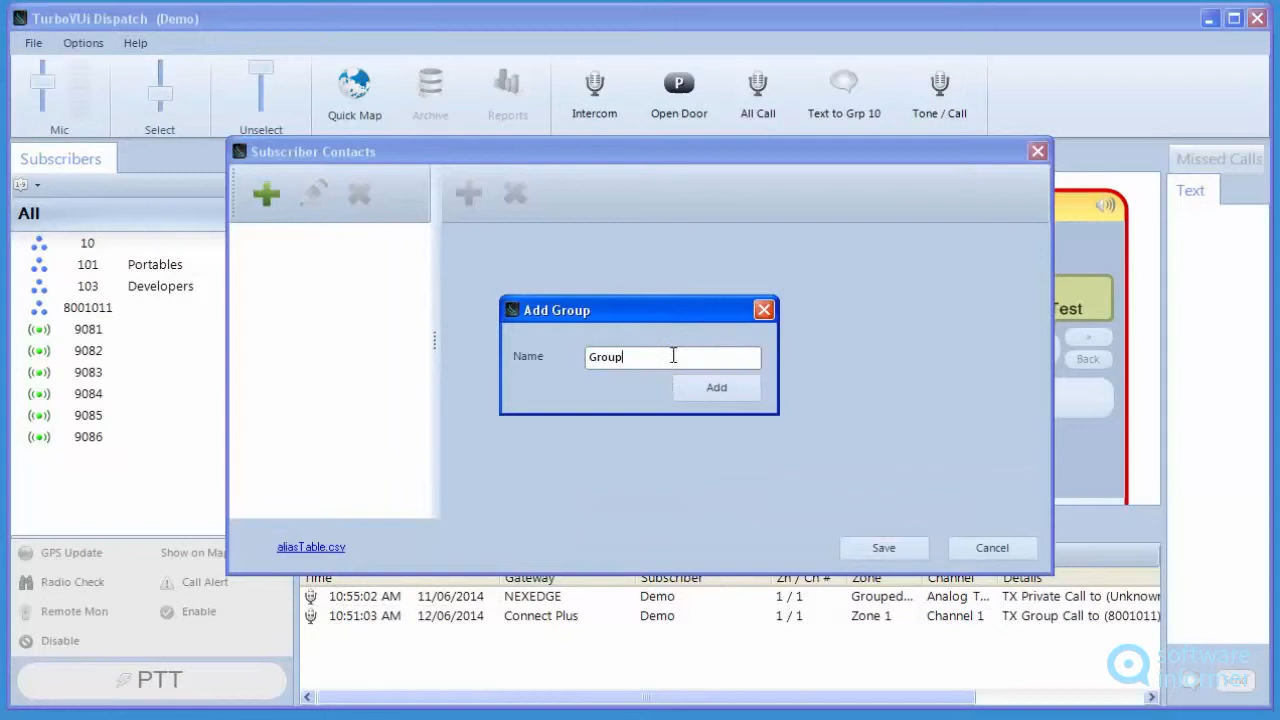 TurboVUi Dispatch (Demo)
File Options Help
Mic Select Unselect Quick Map Archive Reports Intercom P Open Door All Call Text to Grp 10 Tone / Call
Subscribers
All
10
101 Portables
103 Developers
8001011
9081
9082
9083
9084
9085
9086
GPS Update Show on Map
Radio Check Call Alert
Remote Mon Enable
Disable
PTT
Subscriber Contacts
Add Group
Name Group
Add
aliasTable.csv Save Cancel
Missed Calls
Text
Test
Back
Time Gateway Subscriber Zn / Ch # Zone Channel Details
10:55:02 AM 11/06/2014 NEXEDGE Demo 1 / 1 Grouped... Analog T... TX Private Call to (Unknown
10:51:03 AM 12/06/2014 Connect Plus Demo 1 / 1 Zone 1 Channel 1 TX Group Call to (8001011)
software
informer